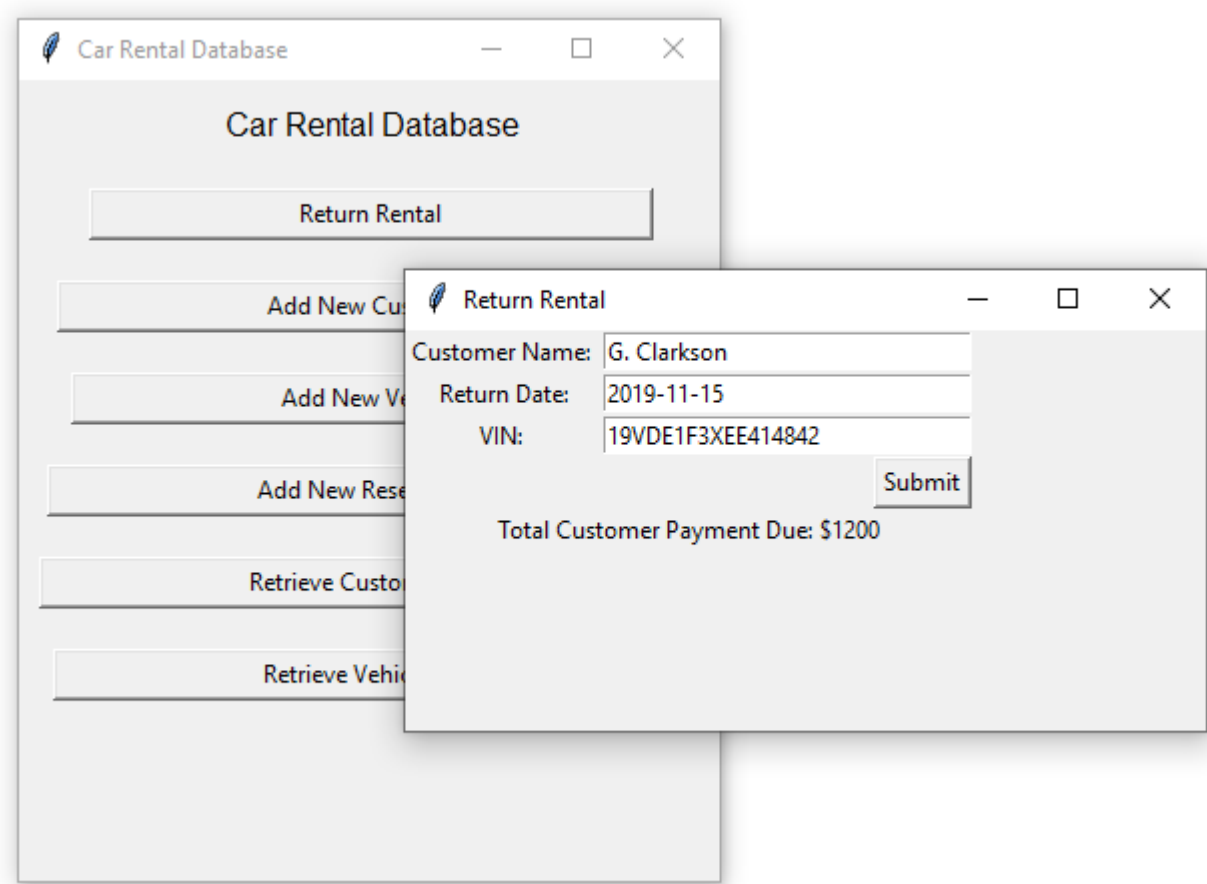 Car Rental Database
Car Rental Database
Return Rental
Add New Cus
Add New Ve
Add New Rese
Retrieve Custo
Retrieve Vehic
Return Rental
Customer Name: G. Clarkson
Return Date: 2019-11-15
VIN: 19VDE1F3XEE414842
Submit
Total Customer Payment Due: $1200